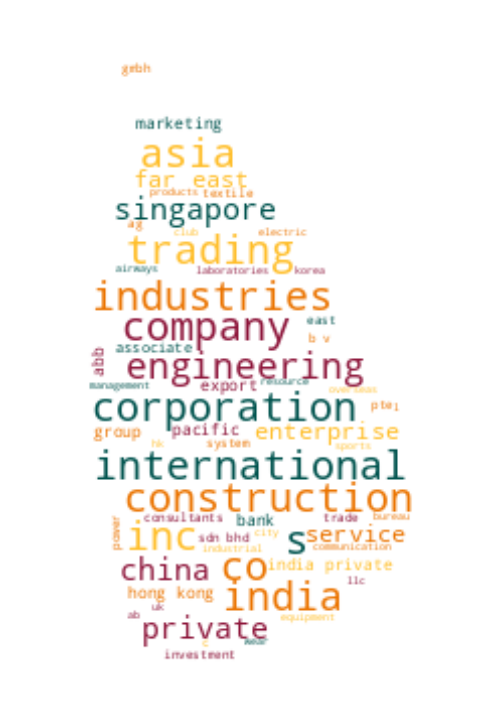 gmbh
marketing
asia
far east
products textile
singapore
ag
club electric
trading
airways laboratories korea
industries
company east
b v
associate
abb
engineering
management export resource
overseas
corporation pte
group pacific enterprise
hk system sports
international
construction
consultants bank trade bureau
power inc s service
sdn bhd city
industrial communication
china co india private
llc
hong kong india
uk
ab equipment
private
c wear
investment